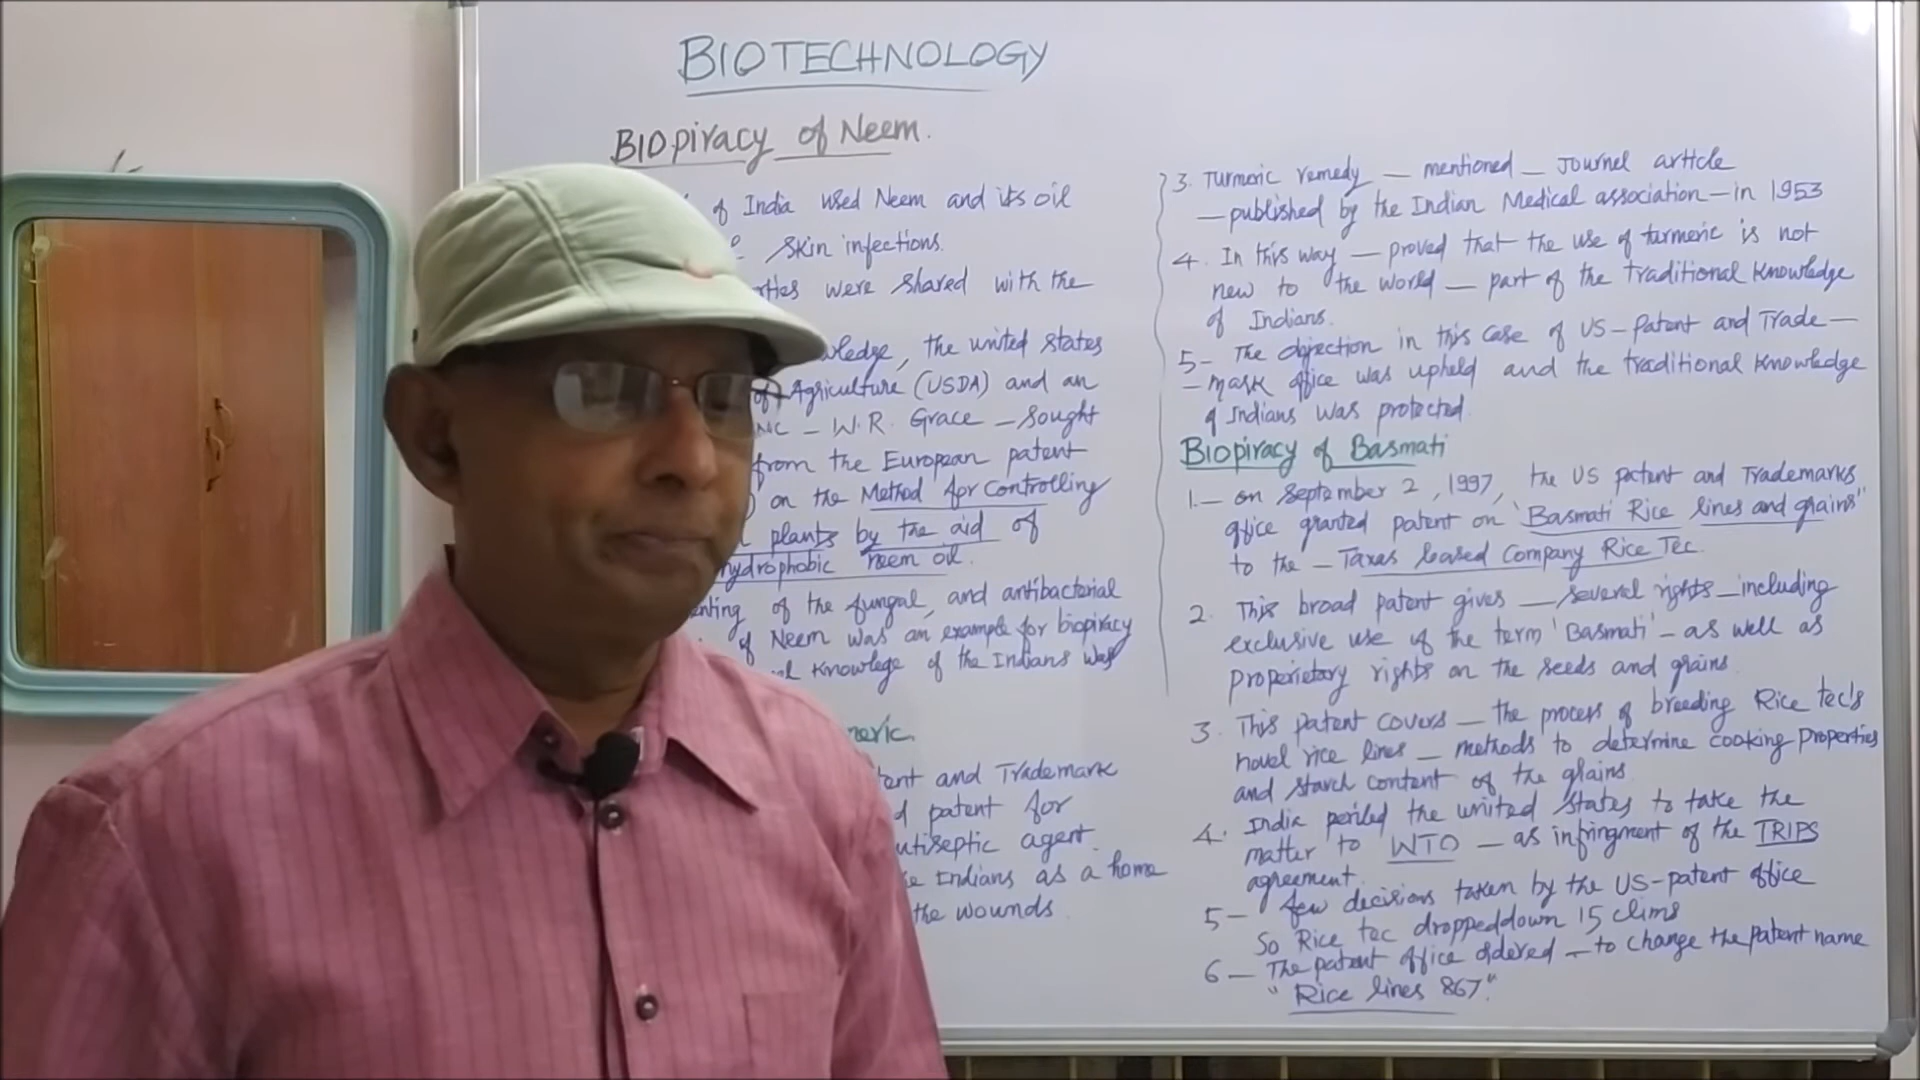 BIOTECHNOLOGY
BIOpiracy of Neem.
of India used Neem and its oil
skin infections.
were shared with the
the united states
of Agriculture (USDA) and an
W.R. Grace – sought
from the European patent
on the Method for controlling
plants by the aid of
hydrophobic neem oil.
of the fungal, and antibacterial
of Neem was an example for biopiracy
Knowlege of the Indians was
and Trademark
patent for
agent.
Indians as a home
the wounds.
3. Turmeric remedy – mentioned – Journel article
– published by the Indian Medical association – in 1953
4. In this way – proved that the use of turmeric is not
new to the world – part of the traditional knowledge
of Indians.
5– The objection in this case of US-Patent and Trade–
– mark office was upheld and the traditional knowledge
of Indians was protected
Biopiracy of Basmati
1.– on september 2, 1997, the US patent and Trademarks
office granted patent on 'Basmati Rice lines and grains"
to the – Taxas based Company Rice Tec.
2. This broad patent gives – several rights – including
exclusive use of the term 'Basmati' – as well as
properietary rights on the seeds and grains.
3. This patent covers – the process of breeding Rice tec's
novel rice lines – methods to determine cooking properties
and starch content of the grains
4. India periled the united states to take the
matter to WTO – as infringment of the TRIPS
agreement.
5– few decisions taken by the US-patent office
So Rice tec droppeddown 15 clims
6– The patent office ordered – to change the patent name
"Rice lines 867".